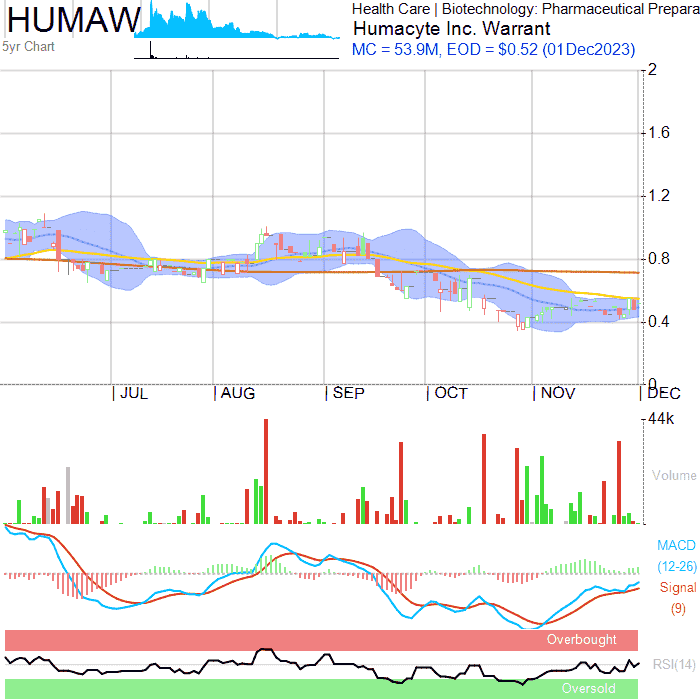 HUMAW
Health Care | Biotechnology: Pharmaceutical Prepara
Humacyte Inc. Warrant
5yr Chart
MC = 53.9M, EOD = $0.52 (01Dec2023)
2
1.6
1.2
0.8
0.4
0
JUL AUG SEP OCT NOV DEC
44k
Volume
MACD
(12-26)
Signal
(9)
Overbought
RSI(14)
Oversold